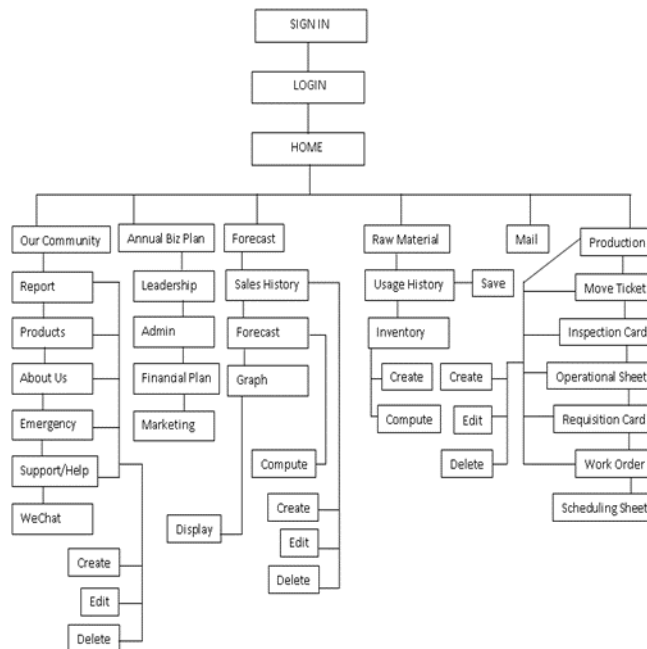 SIGN IN
LOGIN
HOME
Our Community
Annual Biz Plan
Forecast
Raw Material
Mail
Production
Report
Products
About Us
Emergency
Support/Help
WeChat
Create
Edit
Delete
Leadership
Admin
Financial Plan
Marketing
Sales History
Forecast
Graph
Compute
Display
Create
Edit
Delete
Usage History
Save
Inventory
Create
Compute
Move Ticket
Inspection Card
Operational Sheet
Requisition Card
Work Order
Scheduling Sheet
Create
Edit
Delete